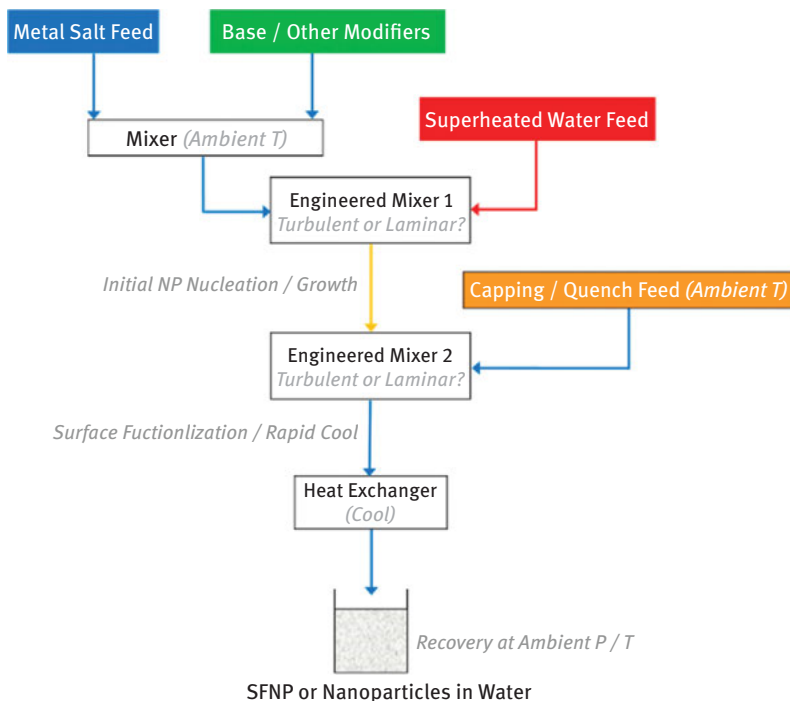 Metal Salt Feed
Base / Other Modifiers
Mixer (Ambient T)
Superheated Water Feed
Engineered Mixer 1
Turbulent or Laminar?
Initial NP Nucleation / Growth
Capping / Quench Feed (Ambient T)
Engineered Mixer 2
Turbulent or Laminar?
Surface Fuctionlization / Rapid Cool
Heat Exchanger
(Cool)
Recovery at Ambient P / T
SFNP or Nanoparticles in Water